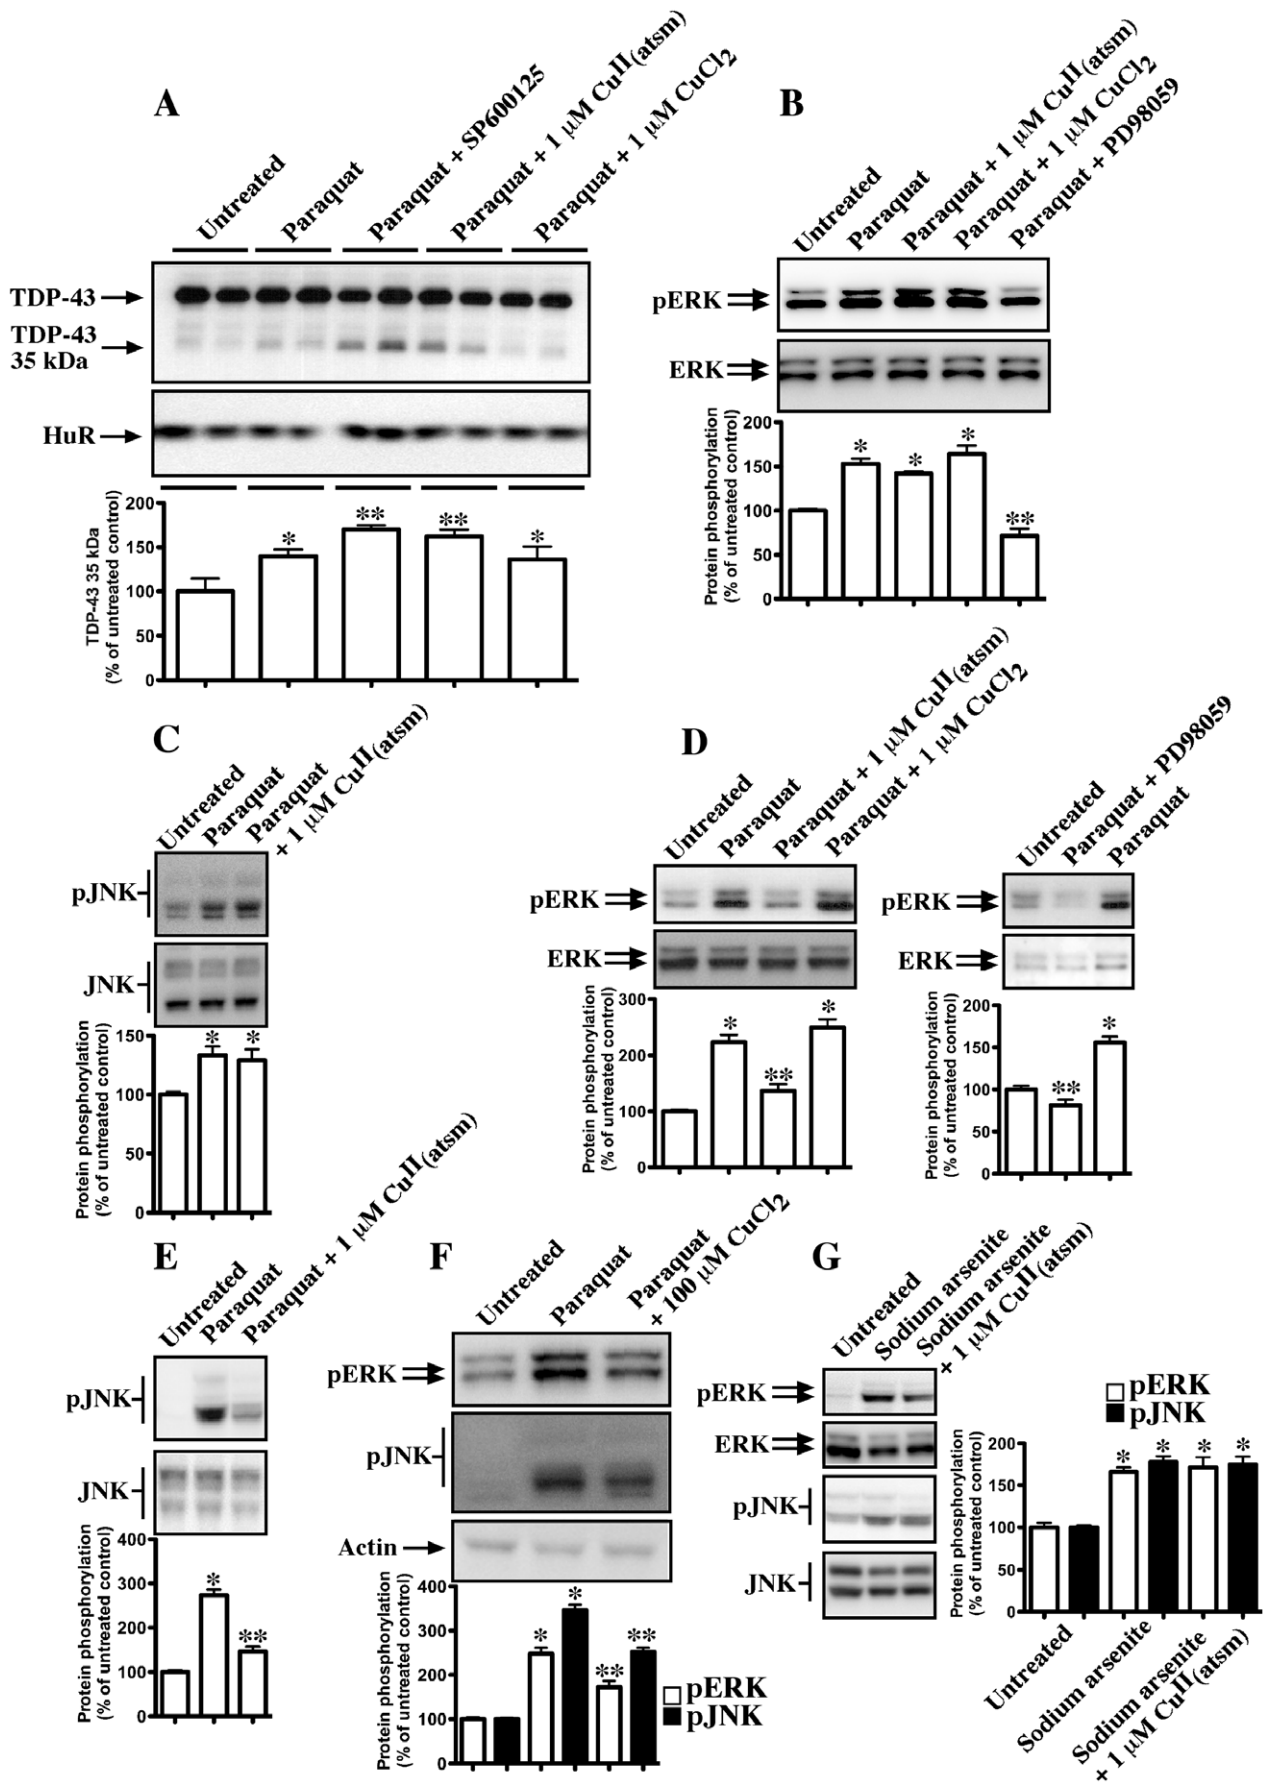 A
Untreated
Paraquat
Paraquat + SP600125
Paraquat + 1 μM CuII(atsm)
Paraquat + 1 μM CuCl2
TDP-43
TDP-43
35 kDa
HuR
TDP-43 35 kDa
(% of untreated control)
200
150
100
50
0
*
**
**
*
B
Untreated
Paraquat
Paraquat + 1 μM CuII(atsm)
Paraquat + 1 μM CuCl2
Paraquat + PD98059
pERK
ERK
Protein phosphorylation
(% of untreated control)
200
150
100
50
0
*
*
*
**
C
Untreated
Paraquat
Paraquat
+ 1 μM CuII(atsm)
pJNK
JNK
Protein phosphorylation
(% of untreated control)
150
100
50
0
*
*
D
Untreated
Paraquat
Paraquat + 1 μM CuII(atsm)
Paraquat + 1 μM CuCl2
pERK
ERK
Protein phosphorylation
(% of untreated control)
300
200
100
0
*
**
*
Untreated
Paraquat + PD98059
Paraquat
pERK
ERK
Protein phosphorylation
(% of untreated control)
200
150
100
50
0
**
*
E
Untreated
Paraquat
Paraquat + 1 μM CuII(atsm)
pJNK
JNK
Protein phosphorylation
(% of untreated control)
400
300
200
100
0
*
**
F
Untreated
Paraquat
Paraquat
+ 100 μM CuCl2
pERK
pJNK
Actin
Protein phosphorylation
(% of untreated control)
400
300
200
100
0
*
*
**
**
pERK
pJNK
G
Untreated
Sodium arsenite
Sodium arsenite
+ 1 μM CuII(atsm)
pERK
ERK
pJNK
JNK
pERK
pJNK
Protein phosphorylation
(% of untreated control)
200
150
100
50
0
*
*
*
*
Untreated
Sodium arsenite
Sodium arsenite
+ 1 μM CuII(atsm)